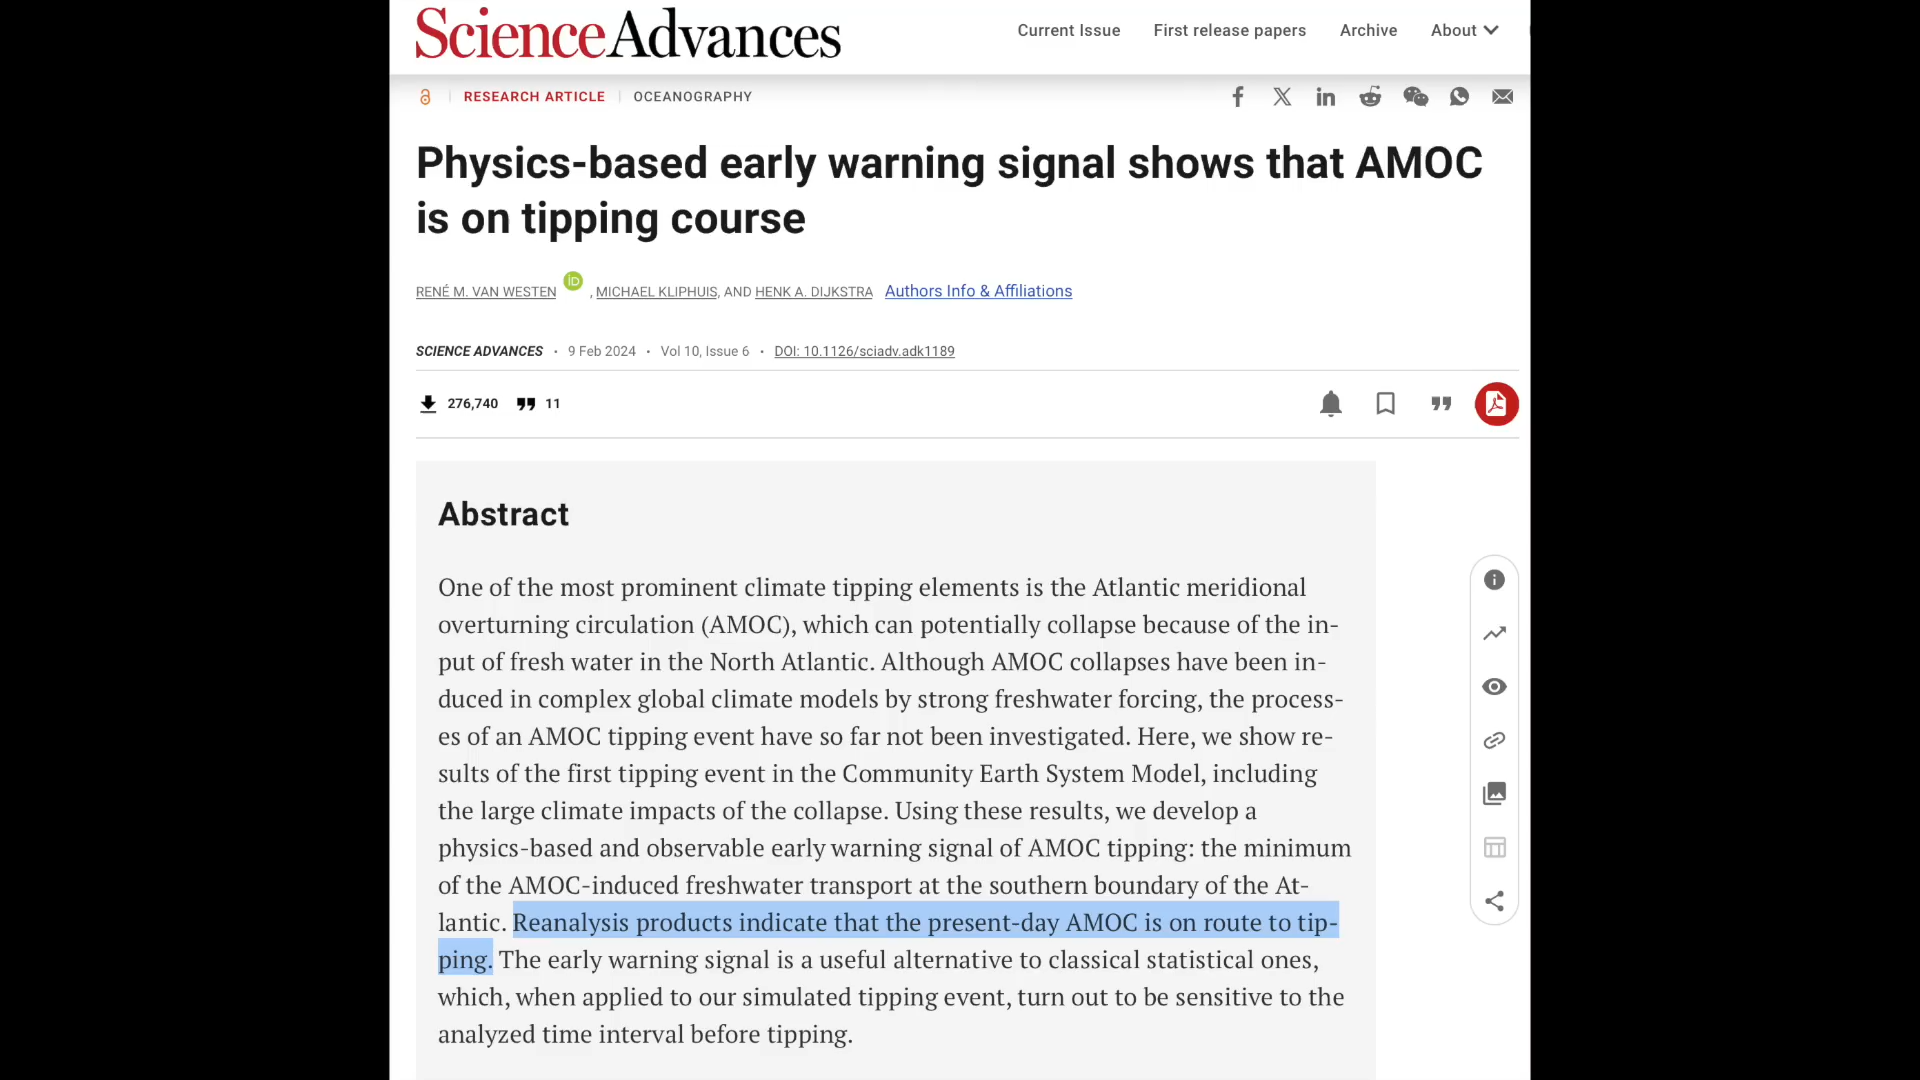 ScienceAdvances
Current Issue First release papers Archive About
RESEARCH ARTICLE OCEANOGRAPHY
Physics-based early warning signal shows that AMOC
is on tipping course
RENÉ M. VAN WESTEN iD , MICHAEL KLIPHUIS, AND HENK A. DIJKSTRA Authors Info & Affiliations
SCIENCE ADVANCES • 9 Feb 2024 • Vol 10, Issue 6 • DOI: 10.1126/sciadv.adk1189
276,740 11
Abstract
One of the most prominent climate tipping elements is the Atlantic meridional
overturning circulation (AMOC), which can potentially collapse because of the in-
put of fresh water in the North Atlantic. Although AMOC collapses have been in-
duced in complex global climate models by strong freshwater forcing, the process-
es of an AMOC tipping event have so far not been investigated. Here, we show re-
sults of the first tipping event in the Community Earth System Model, including
the large climate impacts of the collapse. Using these results, we develop a
physics-based and observable early warning signal of AMOC tipping: the minimum
of the AMOC-induced freshwater transport at the southern boundary of the At-
lantic. Reanalysis products indicate that the present-day AMOC is on route to tip-
ping. The early warning signal is a useful alternative to classical statistical ones,
which, when applied to our simulated tipping event, turn out to be sensitive to the
analyzed time interval before tipping.